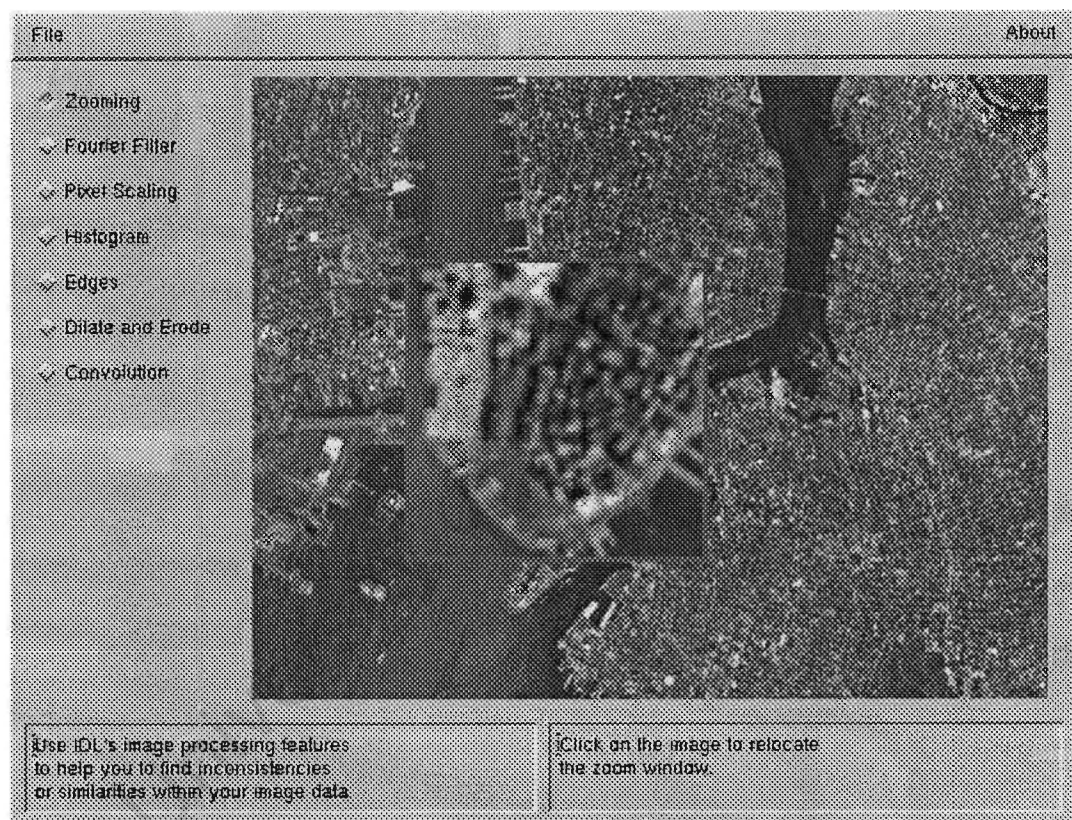 File
About
Zooming
Fourier Filter
Pixel Scaling
Histogram
Edges
Dilate and Erode
Convolution
Use IDL's image processing features
to help you to find inconsistencies
or similarities within your image data.
Click on the image to relocate
the zoom window.